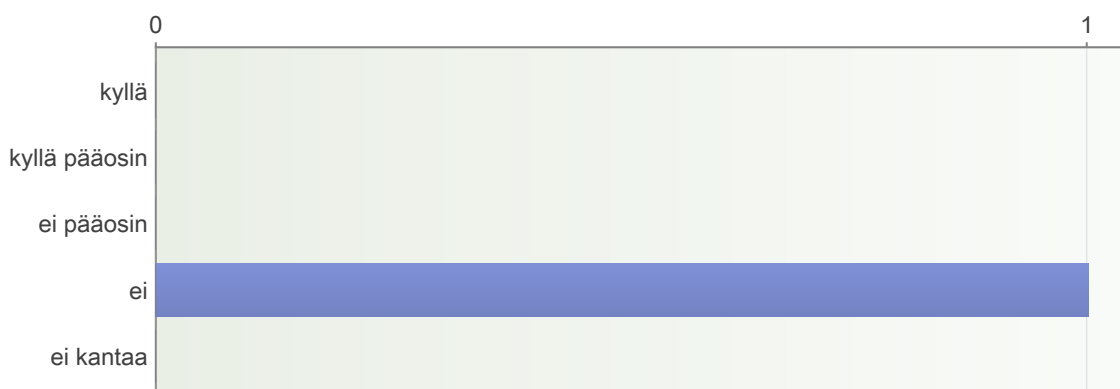 0 1
kyllä
kyllä pääosin
ei pääosin
ei
ei kantaa